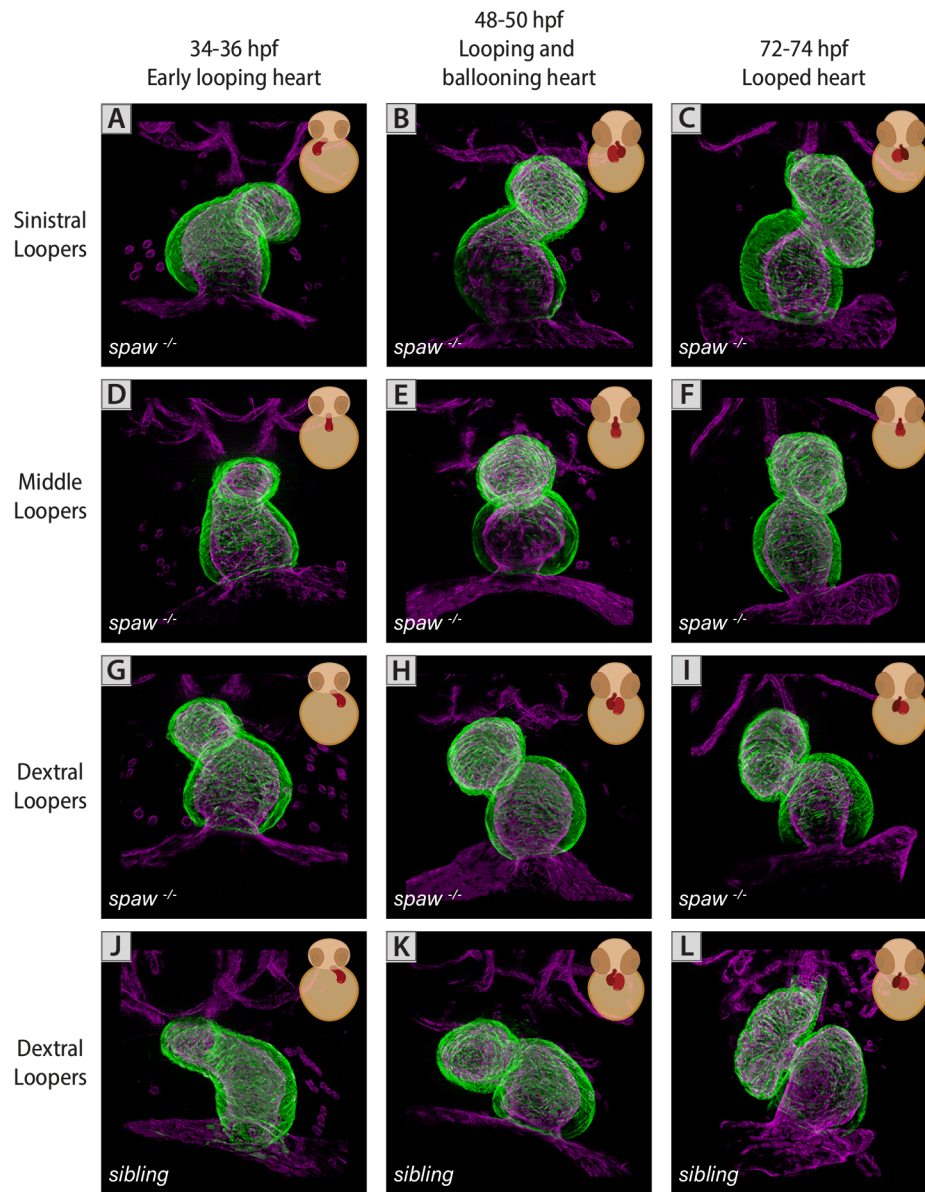 34-36 hpf
Early looping heart
48-50 hpf
Looping and
ballooning heart
72-74 hpf
Looped heart
Sinistral
Loopers
A
spaw -/-
B
spaw -/-
C
spaw -/-
Middle
Loopers
D
spaw -/-
E
spaw -/-
F
spaw -/-
Dextral
Loopers
G
spaw -/-
H
spaw -/-
I
spaw -/-
Dextral
Loopers
J
sibling
K
sibling
L
sibling